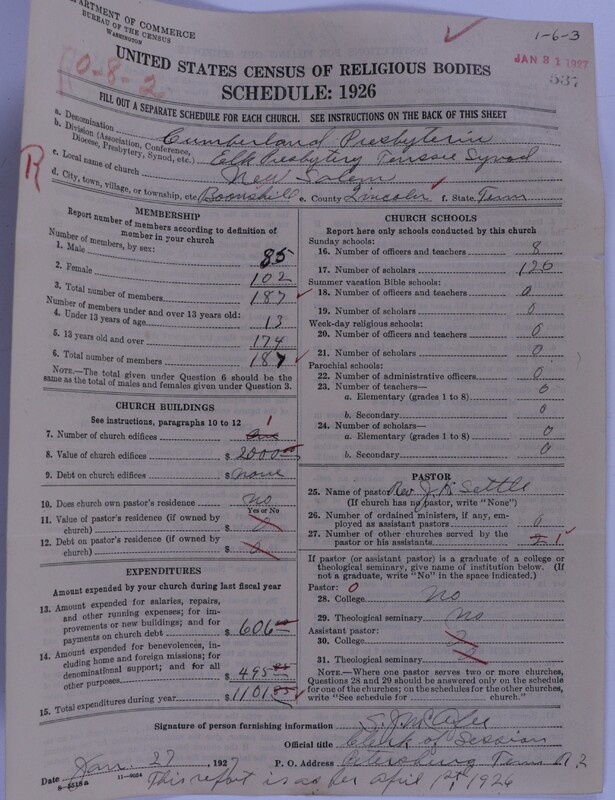 DEPARTMENT OF COMMERCE
BUREAU OF THE CENSUS
WASHINGTON
1-6-3
JAN 31 1927
537
0-8-2
UNITED STATES CENSUS OF RELIGIOUS BODIES
SCHEDULE: 1926
FILL OUT A SEPARATE SCHEDULE FOR EACH CHURCH. SEE INSTRUCTIONS ON THE BACK OF THIS SHEET
R
a. Denomination Cumberland Presbyterin
b. Division (Association, Conference, Diocese, Presbytery, Synod, etc.) Elk Presbytery Synod
c. Local name of church New Salem
d. City, town, village, or township, etc. Boonshill e. County Lincoln f. State Tenn
MEMBERSHIP
Report number of members according to definition of member in your church
Number of members, by sex:
1. Male 85
2. Female 102
3. Total number of members 187
Number of members under and over 13 years old:
4. Under 13 years of age 13
5. 13 years old and over 174
6. Total number of members 187
NOTE.—The total given under Question 6 should be the same as the total of males and females given under Question 3.
CHURCH BUILDINGS
See instructions, paragraphs 10 to 12
7. Number of church edifices One 1
8. Value of church edifices $ 2000.00
9. Debt on church edifices $ none
10. Does church own pastor's residence No
Yes or No
11. Value of pastor's residence (if owned by church) $
12. Debt on pastor's residence (if owned by church) $
EXPENDITURES
Amount expended by your church during last fiscal year
13. Amount expended for salaries, repairs, and other running expenses; for improvements or new buildings; and for payments on church debt $ 606
14. Amount expended for benevolences, including home and foreign missions; for denominational support; and for all other purposes $ 495
15. Total expenditures during year $ 1101
CHURCH SCHOOLS
Report here only schools conducted by this church
Sunday schools:
16. Number of officers and teachers 8
17. Number of scholars 126
Summer vacation Bible schools:
18. Number of officers and teachers 0
19. Number of scholars 0
Week-day religious schools:
20. Number of officers and teachers 0
21. Number of scholars 0
Parochial schools:
22. Number of administrative officers 0
23. Number of teachers—
a. Elementary (grades 1 to 8) 0
b. Secondary 0
24. Number of scholars—
a. Elementary (grades 1 to 8) 0
b. Secondary 0
PASTOR
25. Name of pastor Rev. J. Settle
(If church has no pastor, write "None")
26. Number of ordained ministers, if any, employed as assistant pastors 0
27. Number of other churches served by the pastor or his assistants 1
If pastor (or assistant pastor) is a graduate of a college or theological seminary, give name of institution below. (If not a graduate, write "No" in the space indicated.)
Pastor: 0
28. College No
29. Theological seminary No
Assistant pastor:
30. College
31. Theological seminary
NOTE.—Where one pastor serves two or more churches, Questions 28 and 29 should be answered only on the schedule for one of the churches; on the schedules for the other churches, write "See schedule for church."
Signature of person furnishing information
Official title Clerk of Session
Date Jan. 27, 1927 P. O. Address Petersburg Tenn R 2
8-5518a 11-9024
This report is as per April 1st, 1926